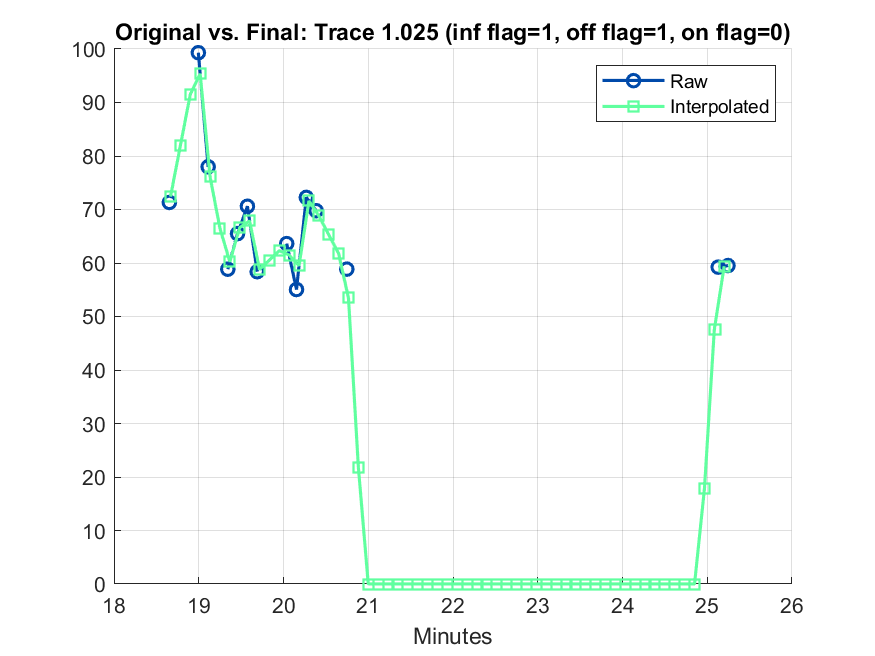 Original vs. Final: Trace 1.025 (inf flag=1, off flag=1, on flag=0)
100
90
80
70
60
50
40
30
20
10
0
Raw
Interpolated
18 19 20 21 22 23 24 25 26
Minutes